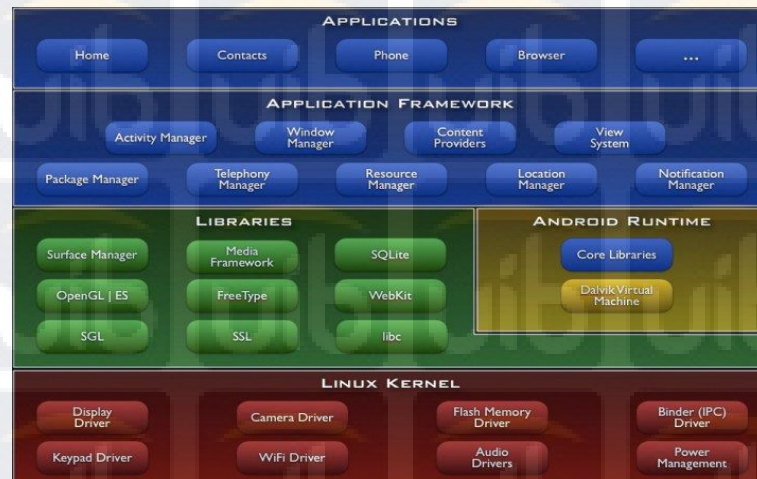 APPLICATIONS
Home Contacts Phone Browser ...
APPLICATION FRAMEWORK
Activity Manager Window Manager Content Providers View System
Package Manager Telephony Manager Resource Manager Location Manager Notification Manager
LIBRARIES
Surface Manager Media Framework SQLite
OpenGL | ES FreeType WebKit
SGL SSL libc
ANDROID RUNTIME
Core Libraries
Dalvik Virtual Machine
LINUX KERNEL
Display Driver Camera Driver Flash Memory Driver Binder (IPC) Driver
Keypad Driver WiFi Driver Audio Drivers Power Management